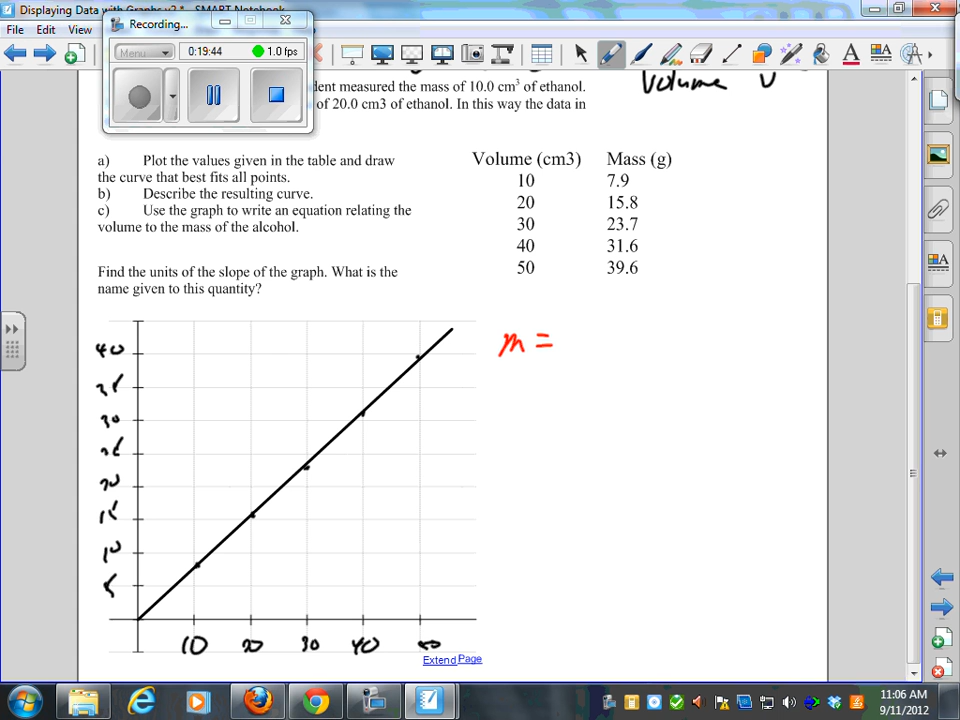 Displaying Data with Graphs v2 * - SMART Notebook
Recording...
File Edit View
Menu 0:19:44 1.0 fps
Volume V
dent measured the mass of 10.0 cm³ of ethanol.
of 20.0 cm3 of ethanol. In this way the data in
a) Plot the values given in the table and draw
the curve that best fits all points.
b) Describe the resulting curve.
c) Use the graph to write an equation relating the
volume to the mass of the alcohol.
Find the units of the slope of the graph. What is the
name given to this quantity?
Volume (cm3) Mass (g)
10 7.9
20 15.8
30 23.7
40 31.6
50 39.6
m =
40
35
30
25
20
15
10
5
10 20 30 40 50
Extend Page
11:06 AM
9/11/2012